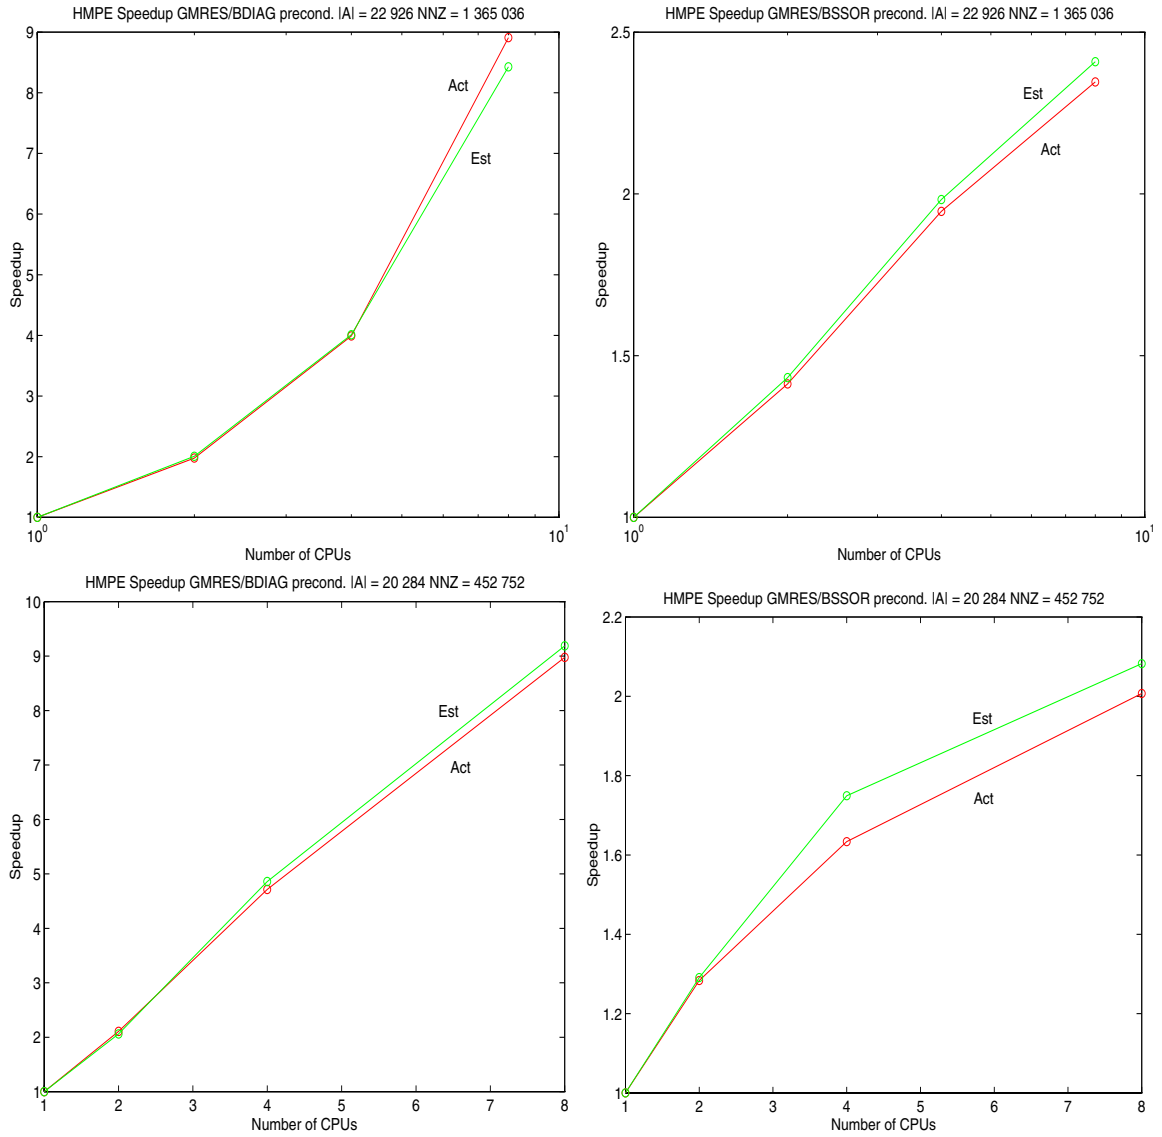 HMPE Speedup GMRES/BDIAG precond. |A| = 22 926 NNZ = 1 365 036
9
8
7
6
5
4
3
2
1
Speedup
Act
Est
10^0
10^1
Number of CPUs
HMPE Speedup GMRES/BSSOR precond. |A| = 22 926 NNZ = 1 365 036
2.5
2
1.5
1
Speedup
Est
Act
10^0
10^1
Number of CPUs
HMPE Speedup GMRES/BDIAG precond. |A| = 20 284 NNZ = 452 752
10
9
8
7
6
5
4
3
2
1
Speedup
Est
Act
1 2 3 4 5 6 7 8
Number of CPUs
HMPE Speedup GMRES/BSSOR precond. |A| = 20 284 NNZ = 452 752
2.2
2
1.8
1.6
1.4
1.2
1
Speedup
Est
Act
1 2 3 4 5 6 7 8
Number of CPUs